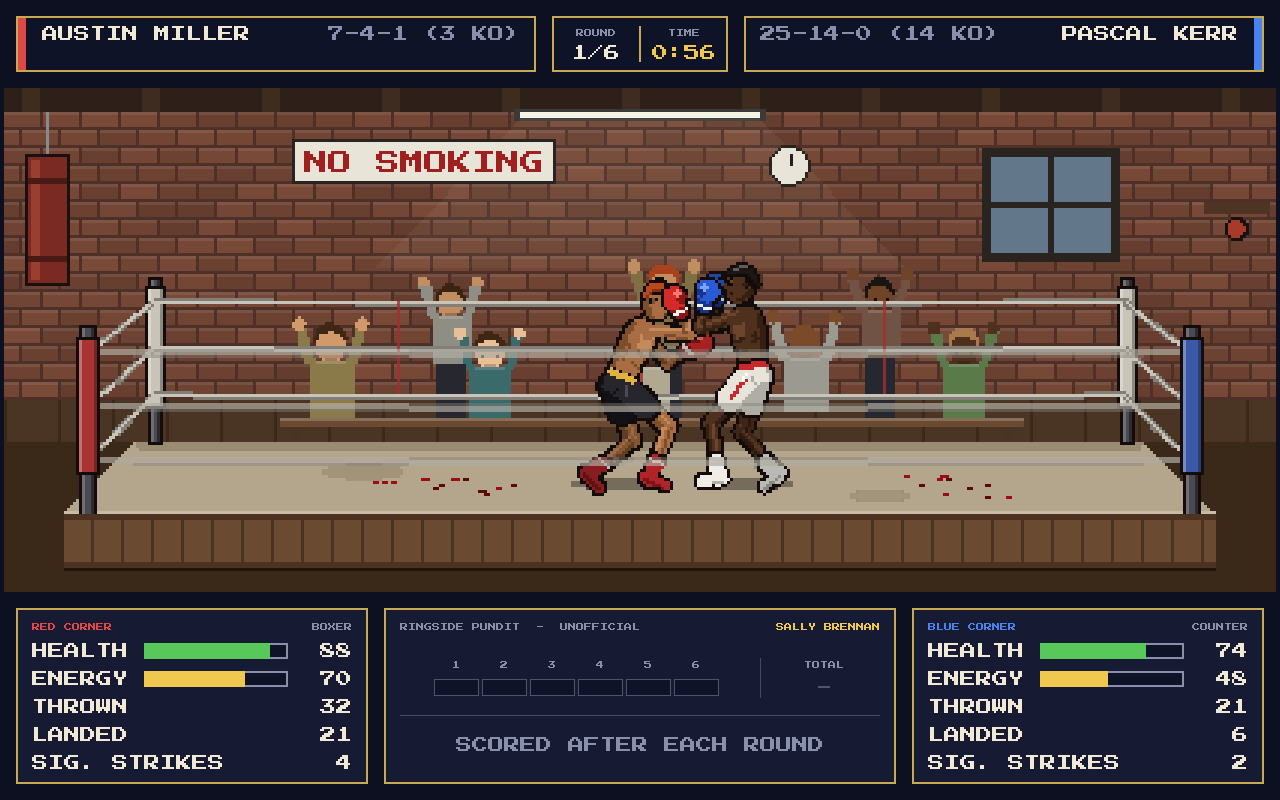 AUSTIN MILLER 7-4-1 (3 KO)
ROUND TIME
1/6 0:56
25-14-0 (14 KO) PASCAL KERR
NO SMOKING
RED CORNER BOXER
HEALTH 88
ENERGY 70
THROWN 32
LANDED 21
SIG. STRIKES 4
RINGSIDE PUNDIT - UNOFFICIAL SALLY BRENNAN
1 2 3 4 5 6 TOTAL
—
SCORED AFTER EACH ROUND
BLUE CORNER COUNTER
HEALTH 74
ENERGY 48
THROWN 21
LANDED 6
SIG. STRIKES 2